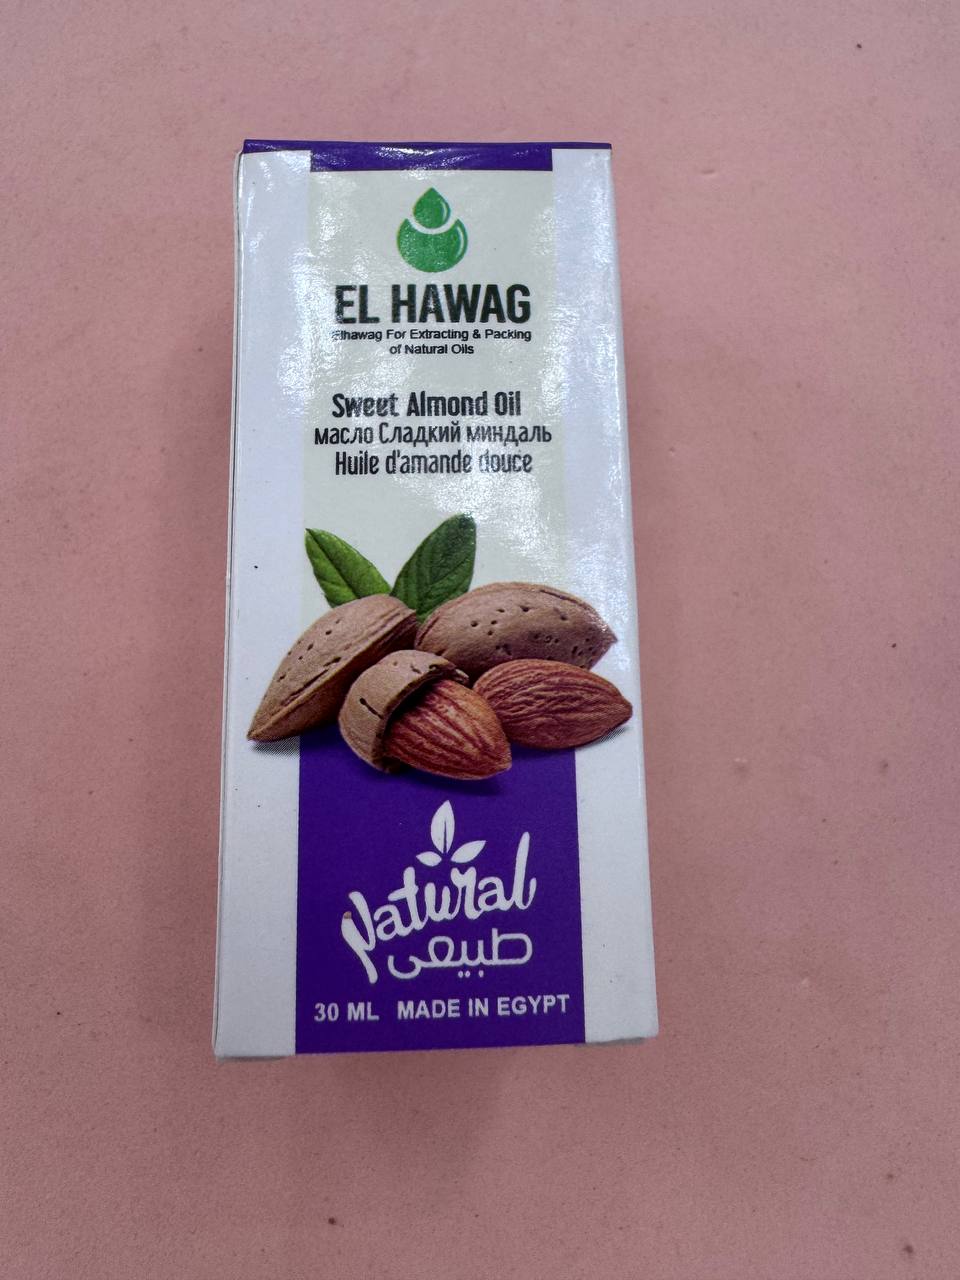 EL HAWAG
Elhawag For Extracting & Packing
of Natural Oils
Sweet Almond Oil
масло Сладкий миндаль
Huile d'amande douce
Natural
طبيعى
30 ML MADE IN EGYPT